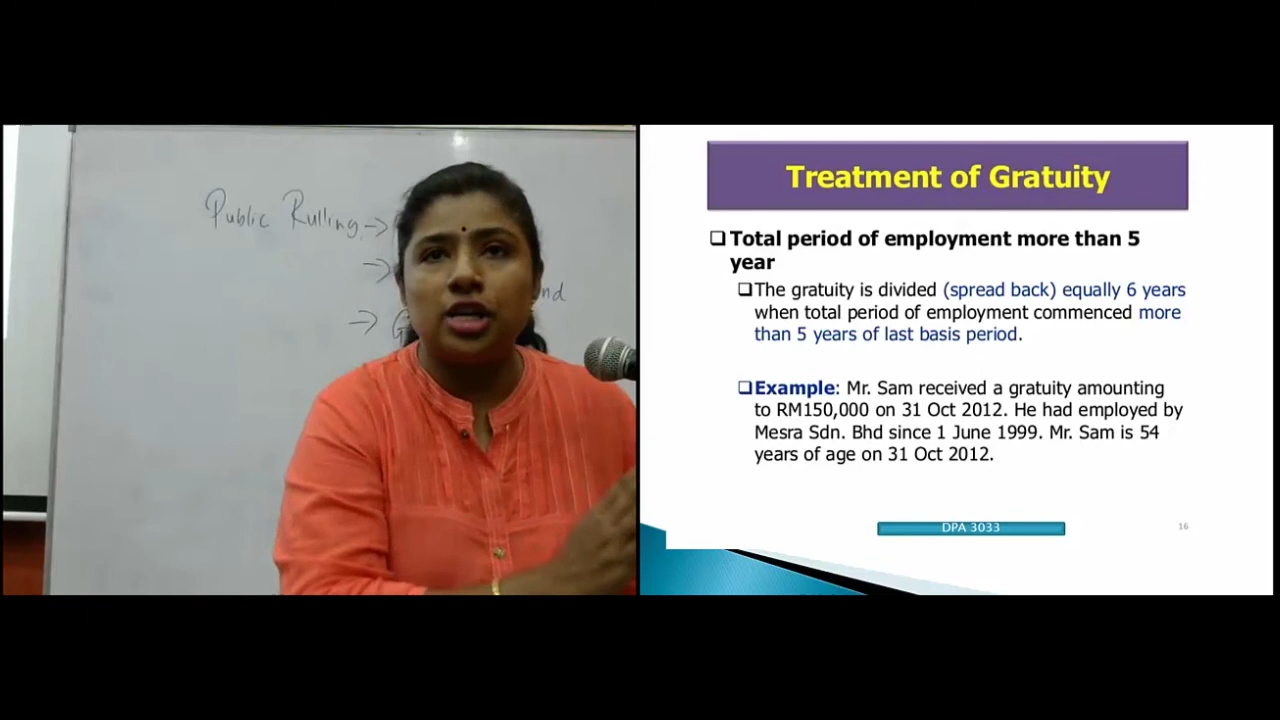 Public Rulling →
→
nd
→ G
Treatment of Gratuity
❑ Total period of employment more than 5
year
❑ The gratuity is divided (spread back) equally 6 years
when total period of employment commenced more
than 5 years of last basis period.
❑ Example: Mr. Sam received a gratuity amounting
to RM150,000 on 31 Oct 2012. He had employed by
Mesra Sdn. Bhd since 1 June 1999. Mr. Sam is 54
years of age on 31 Oct 2012.
DPA 3033
16